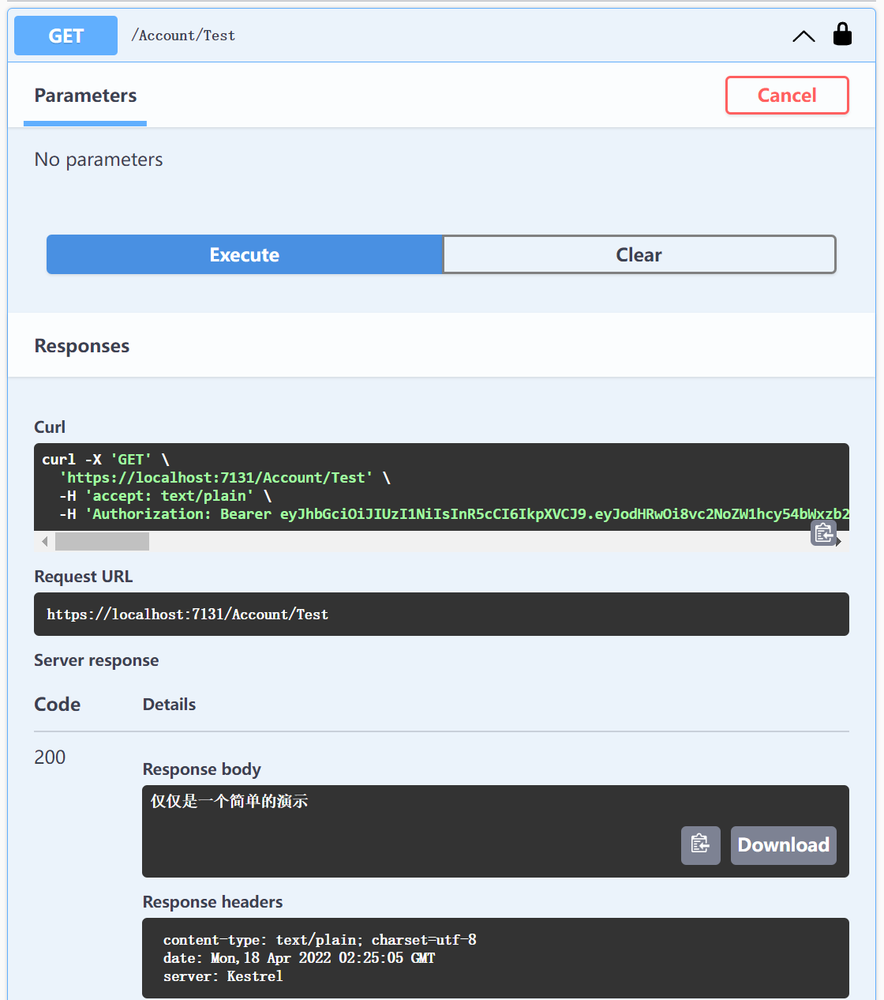 GET /Account/Test
Parameters
Cancel
No parameters
Execute
Clear
Responses
Curl
curl -X 'GET' \
'https://localhost:7131/Account/Test' \
-H 'accept: text/plain' \
-H 'Authorization: Bearer eyJhbGciOiJIUzI1NiIsInR5cCI6IkpXVCJ9.eyJodHRwOi8vc2NoZW1hcy54bWxzb2
Request URL
https://localhost:7131/Account/Test
Server response
Code Details
200
Response body
仅仅是一个简单的演示
Download
Response headers
content-type: text/plain; charset=utf-8
date: Mon,18 Apr 2022 02:25:05 GMT
server: Kestrel